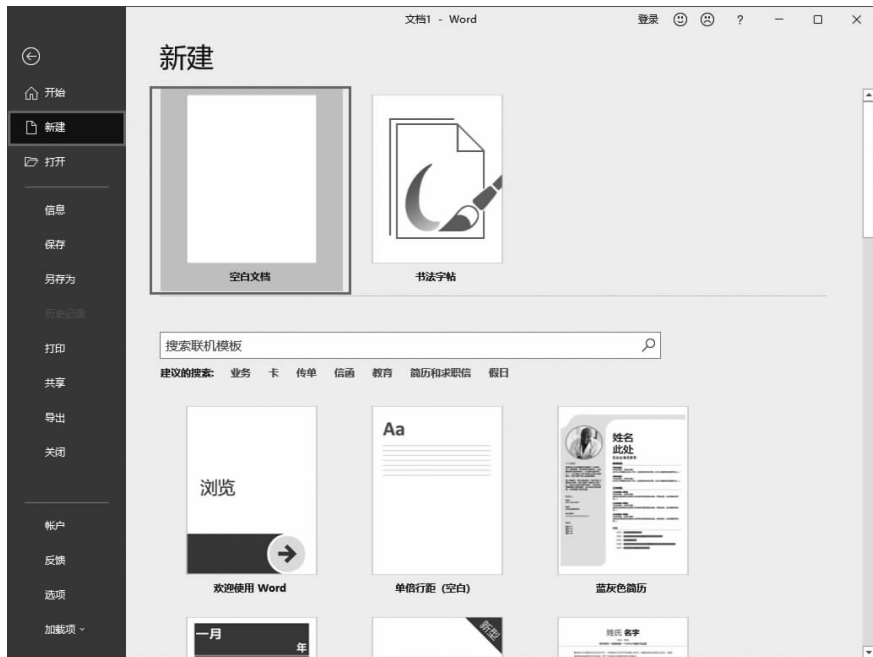 文档1 - Word
登录
?
新建
开始
新建
打开
信息
保存
另存为
历史记录
打印
共享
导出
关闭
帐户
反馈
选项
加载项
空白文档
书法字帖
搜索联机模板
建议的搜索: 业务 卡 传单 信函 教育 简历和求职信 假日
浏览
Aa
姓名
此处
欢迎使用 Word
单倍行距 (空白)
蓝灰色简历
一月
年
新型
姓氏 名字